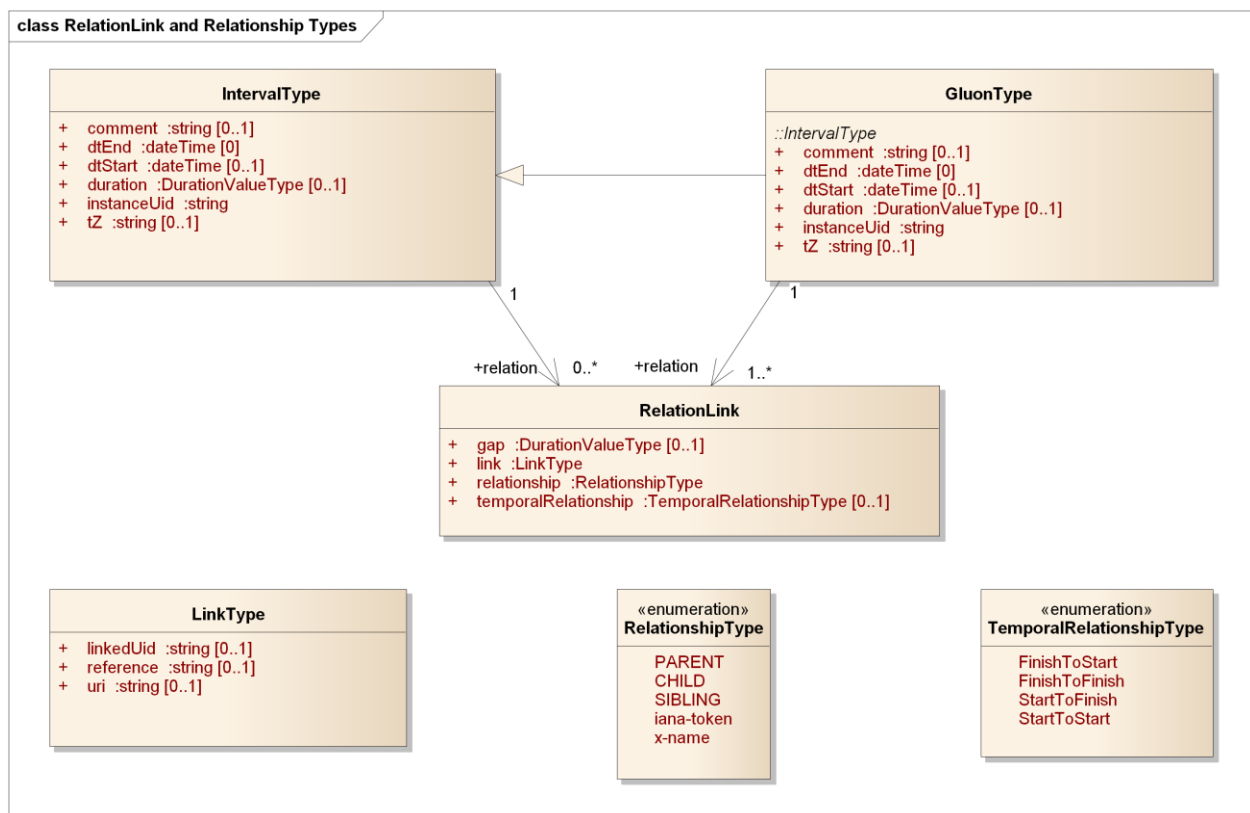 class RelationLink and Relationship Types
IntervalType
+ comment :string [0..1]
+ dtEnd :dateTime [0]
+ dtStart :dateTime [0..1]
+ duration :DurationValueType [0..1]
+ instanceUid :string
+ tZ :string [0..1]
GluonType
::IntervalType
+ comment :string [0..1]
+ dtEnd :dateTime [0]
+ dtStart :dateTime [0..1]
+ duration :DurationValueType [0..1]
+ instanceUid :string
+ tZ :string [0..1]
1
1
+relation
0..*
+relation
1..*
RelationLink
+ gap :DurationValueType [0..1]
+ link :LinkType
+ relationship :RelationshipType
+ temporalRelationship :TemporalRelationshipType [0..1]
LinkType
+ linkedUid :string [0..1]
+ reference :string [0..1]
+ uri :string [0..1]
«enumeration»
RelationshipType
PARENT
CHILD
SIBLING
iana-token
x-name
«enumeration»
TemporalRelationshipType
FinishToStart
FinishToFinish
StartToFinish
StartToStart